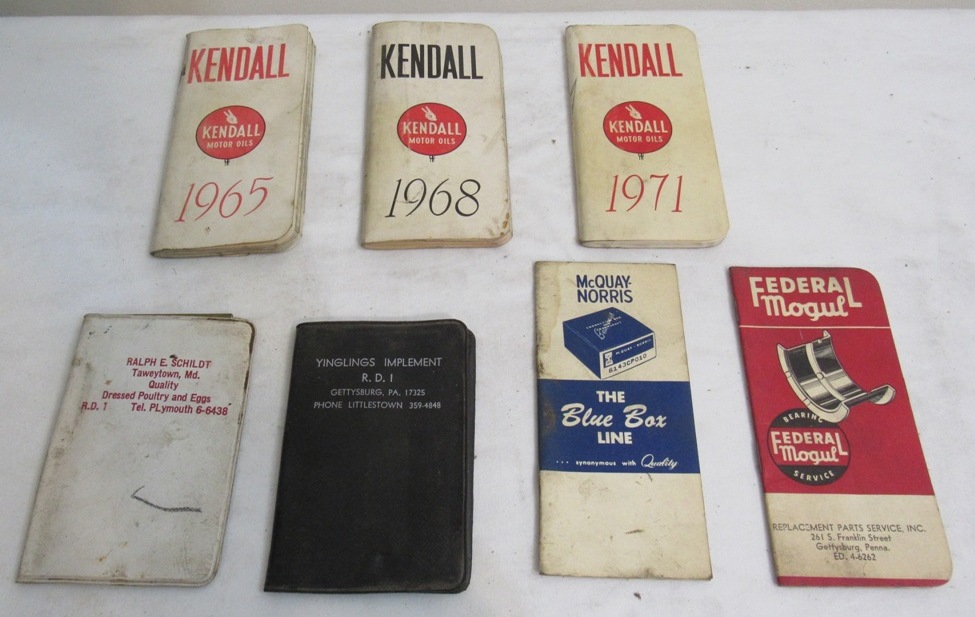 KENDALL
KENDALL
MOTOR OILS
1965
KENDALL
KENDALL
MOTOR OILS
1968
KENDALL
KENDALL
MOTOR OILS
1971
RALPH E. SCHILDT
Taweytown, Md.
Quality
Dressed Poultry and Eggs
R.D. 1 Tel. PLymouth 6-6438
YINGLINGS IMPLEMENT
R. D. 1
GETTYSBURG, PA. 17325
PHONE LITTLESTOWN 359-4848
McQUAY-
NORRIS
THE
Blue Box
LINE
... synonymous with Quality
FEDERAL
Mogul
BEARING
FEDERAL
Mogul
SERVICE
REPLACEMENT PARTS SERVICE, INC.
261 S. Franklin Street
Gettysburg, Penna.
ED. 4-6262